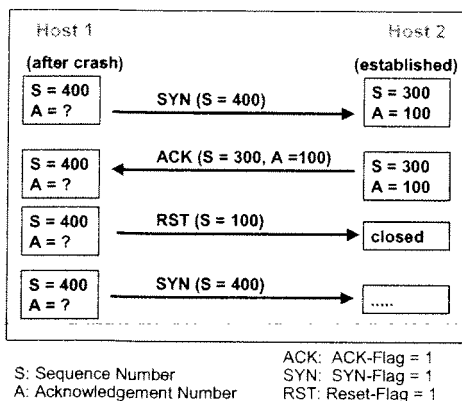 Host 1 Host 2
(after crash) (established)
S = 400
A = ?
SYN (S = 400)
S = 300
A = 100
S = 400
A = ?
ACK (S = 300, A =100)
S = 300
A = 100
S = 400
A = ?
RST (S = 100)
closed
S = 400
A = ?
SYN (S = 400)
.....
S: Sequence Number
A: Acknowledgement Number
ACK: ACK-Flag = 1
SYN: SYN-Flag = 1
RST: Reset-Flag = 1